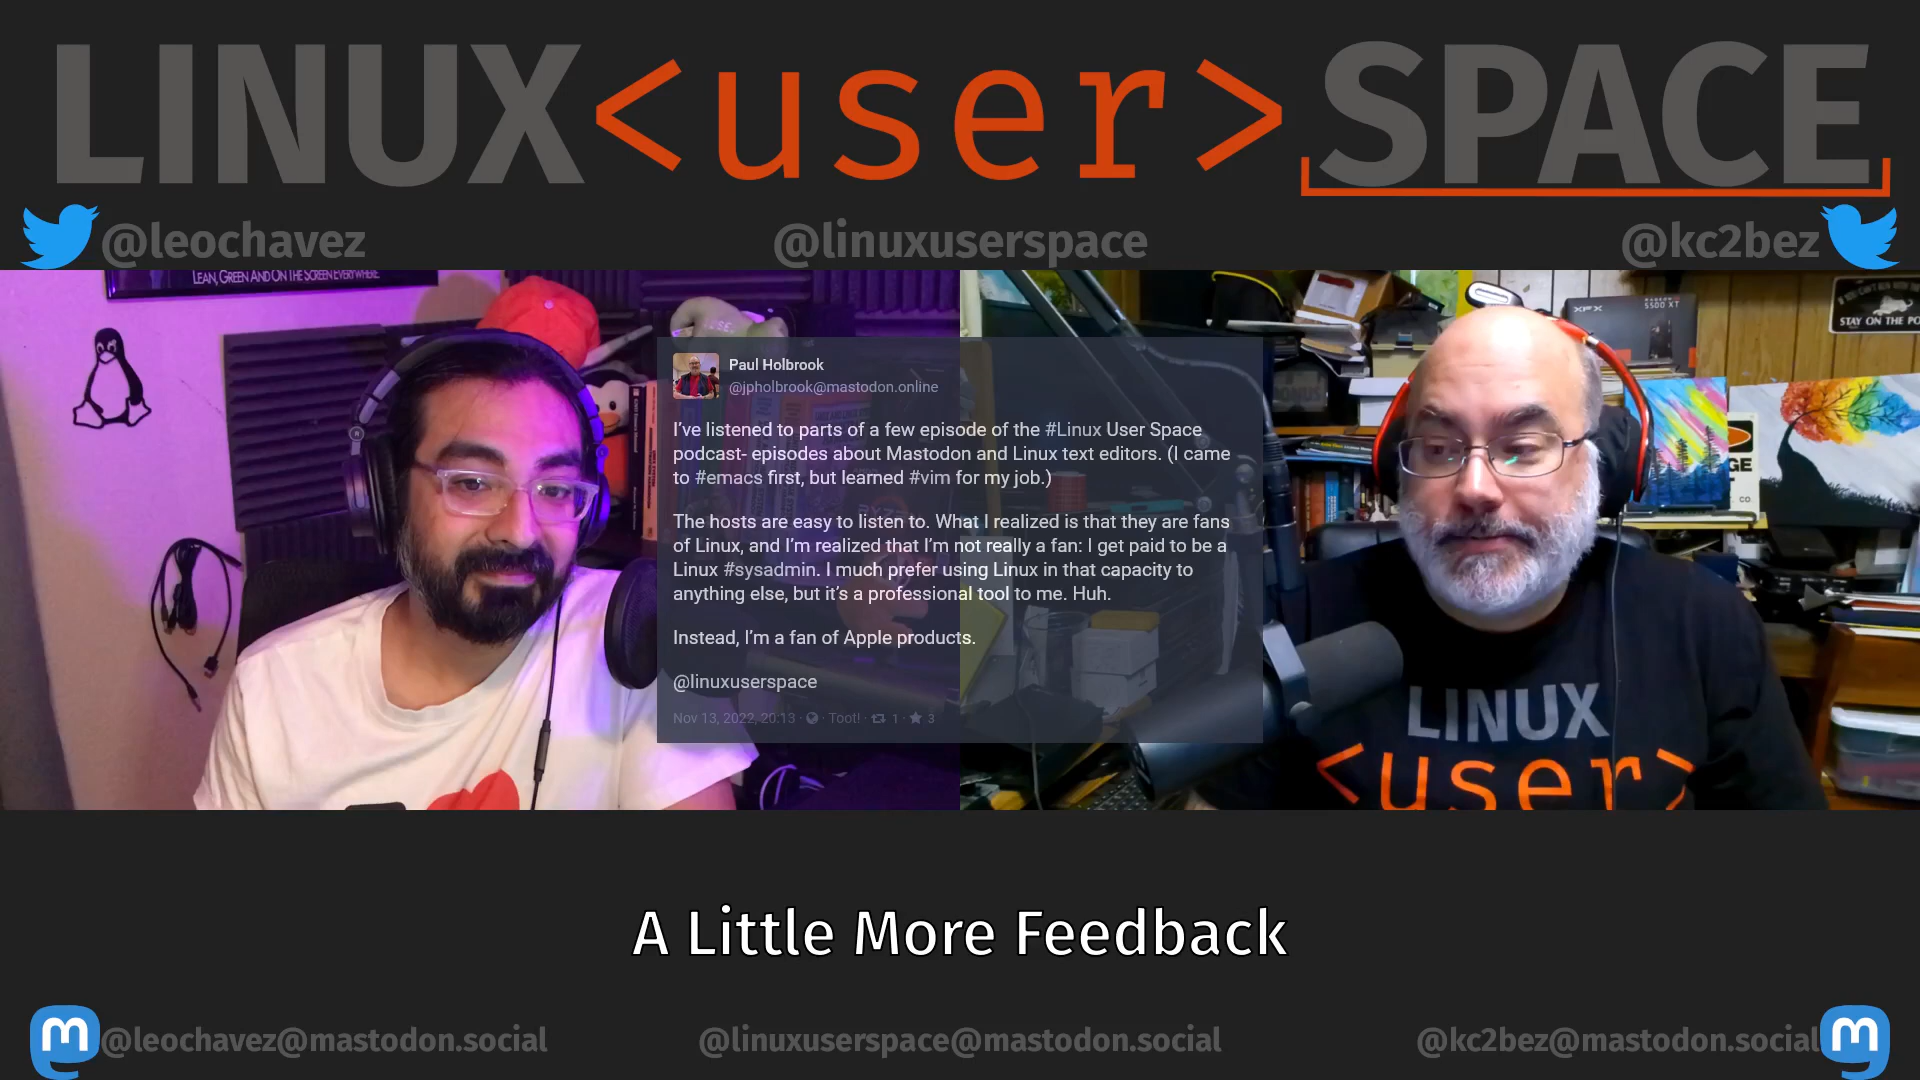 LINUX<user>SPACE
@leochavez
@linuxuserspace
@kc2bez
LEAN, GREEN AND ON THE SCREEN EVERYWHERE
XFX
5500 XT
STAY ON THE
Paul Holbrook
@jpholbrook@mastodon.online
I've listened to parts of a few episode of the #Linux User Space
podcast- episodes about Mastodon and Linux text editors. (I came
to #emacs first, but learned #vim for my job.)
The hosts are easy to listen to. What I realized is that they are fans
of Linux, and I'm realized that I'm not really a fan: I get paid to be a
Linux #sysadmin. I much prefer using Linux in that capacity to
anything else, but it's a professional tool to me. Huh.
Instead, I'm a fan of Apple products.
@linuxuserspace
Nov 13, 2022, 20:13 · Toot! · 1 · 3
LINUX
<user>
A Little More Feedback
@leochavez@mastodon.social
@linuxuserspace@mastodon.social
@kc2bez@mastodon.social